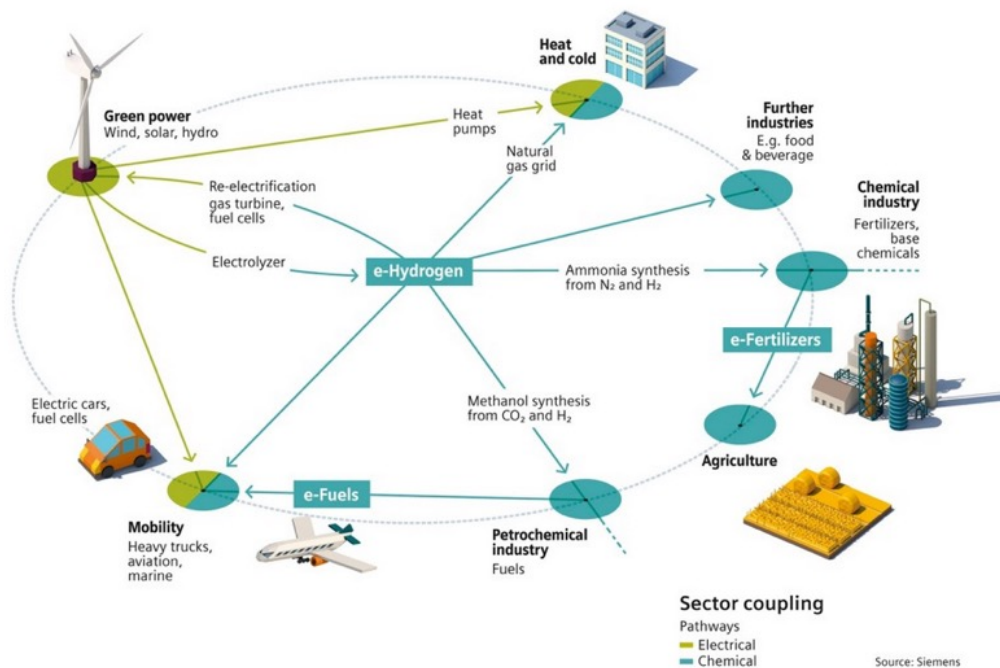 Heat
and cold
Green power
Wind, solar, hydro
Heat
pumps
Further
industries
E.g. food
& beverage
Natural
gas grid
Re-electrification
gas turbine,
fuel cells
Chemical
industry
Fertilizers,
base
chemicals
Electrolyzer
e-Hydrogen
Ammonia synthesis
from N₂ and H₂
e-Fertilizers
Electric cars,
fuel cells
Methanol synthesis
from CO₂ and H₂
Agriculture
e-Fuels
Mobility
Heavy trucks,
aviation,
marine
Petrochemical
industry
Fuels
Sector coupling
Pathways
Electrical
Chemical
Source: Siemens